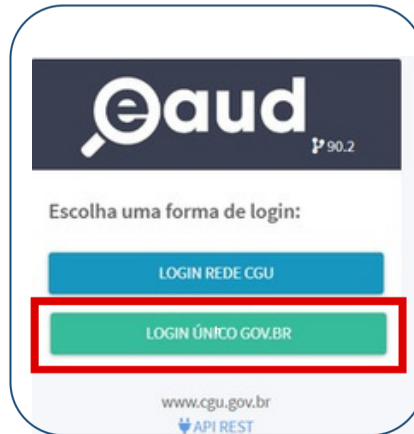 eaud
90.2
Escolha uma forma de login:
LOGIN REDE CGU
LOGIN ÚNICO GOV.BR
www.cgu.gov.br
API REST